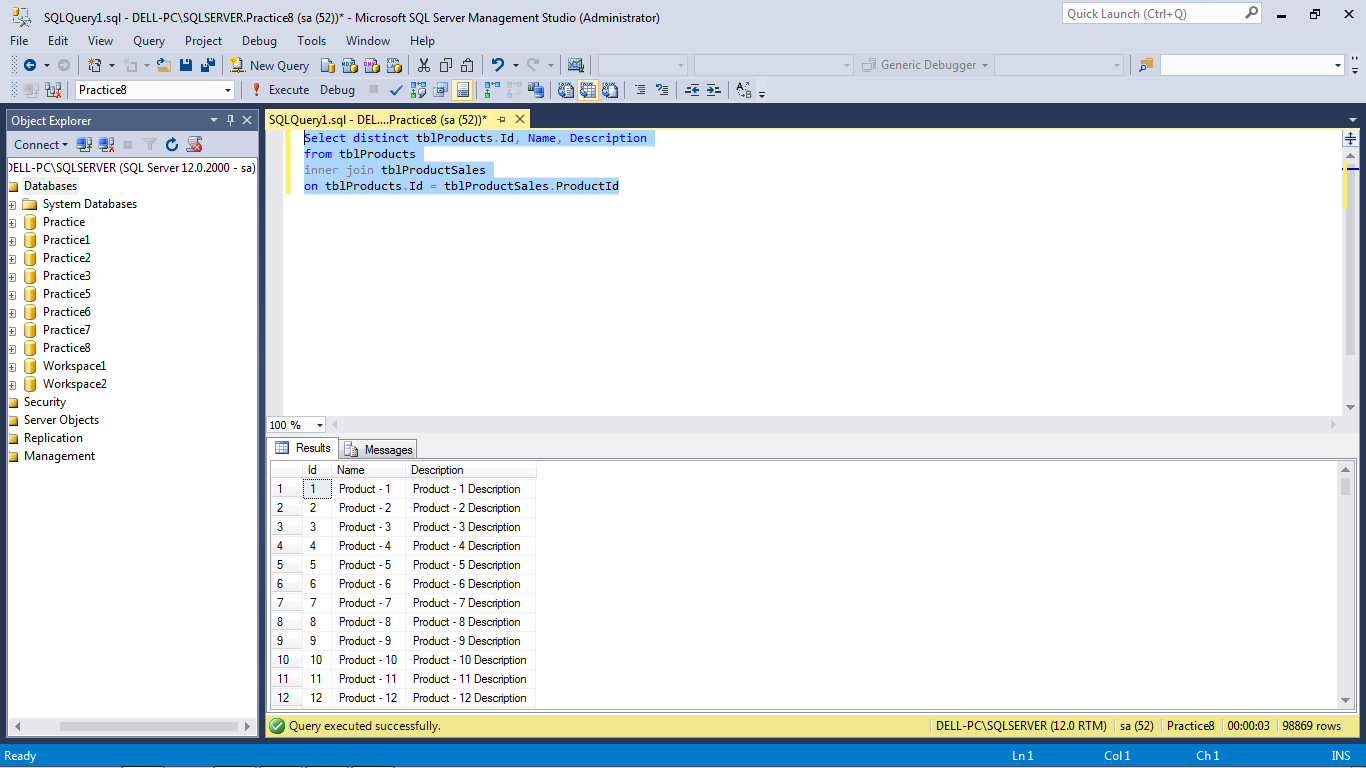 SQLQuery1.sql - DELL-PC\SQLSERVER.Practice8 (sa (52))* - Microsoft SQL Server Management Studio (Administrator)
Quick Launch (Ctrl+Q)
File Edit View Query Project Debug Tools Window Help
New Query
Generic Debugger
Practice8
Execute Debug
Object Explorer
SQLQuery1.sql - DEL....Practice8 (sa (52))*
Connect
DELL-PC\SQLSERVER (SQL Server 12.0.2000 - sa)
Databases
System Databases
Practice
Practice1
Practice2
Practice3
Practice5
Practice6
Practice7
Practice8
Workspace1
Workspace2
Security
Server Objects
Replication
Management
Select distinct tblProducts.Id, Name, Description
from tblProducts
inner join tblProductSales
on tblProducts.Id = tblProductSales.ProductId
100 %
Results Messages
Id Name Description
1 1 Product - 1 Product - 1 Description
2 2 Product - 2 Product - 2 Description
3 3 Product - 3 Product - 3 Description
4 4 Product - 4 Product - 4 Description
5 5 Product - 5 Product - 5 Description
6 6 Product - 6 Product - 6 Description
7 7 Product - 7 Product - 7 Description
8 8 Product - 8 Product - 8 Description
9 9 Product - 9 Product - 9 Description
10 10 Product - 10 Product - 10 Description
11 11 Product - 11 Product - 11 Description
12 12 Product - 12 Product - 12 Description
Query executed successfully.
DELL-PC\SQLSERVER (12.0 RTM) sa (52) Practice8 00:00:03 98869 rows
Ready Ln 1 Col 1 Ch 1 INS